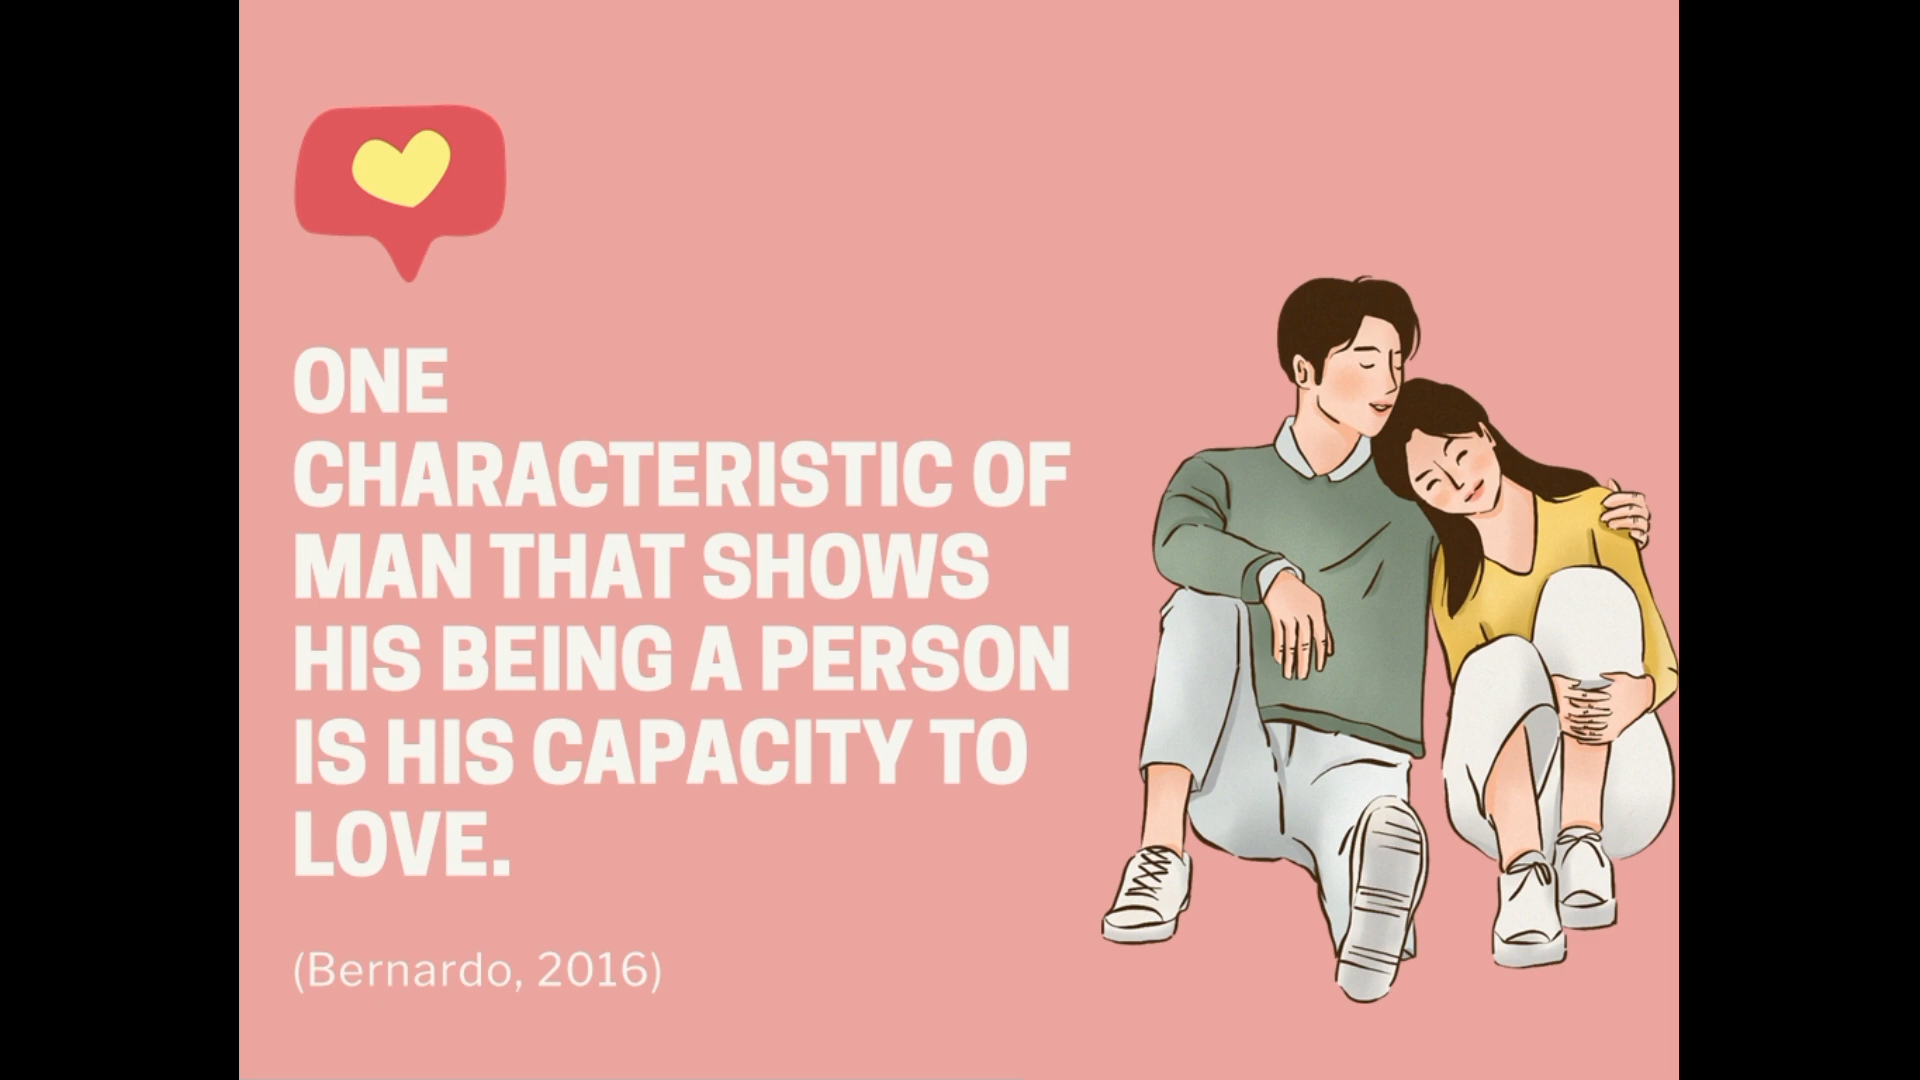 ONE
CHARACTERISTIC OF
MAN THAT SHOWS
HIS BEING A PERSON
IS HIS CAPACITY TO
LOVE.
(Bernardo, 2016)